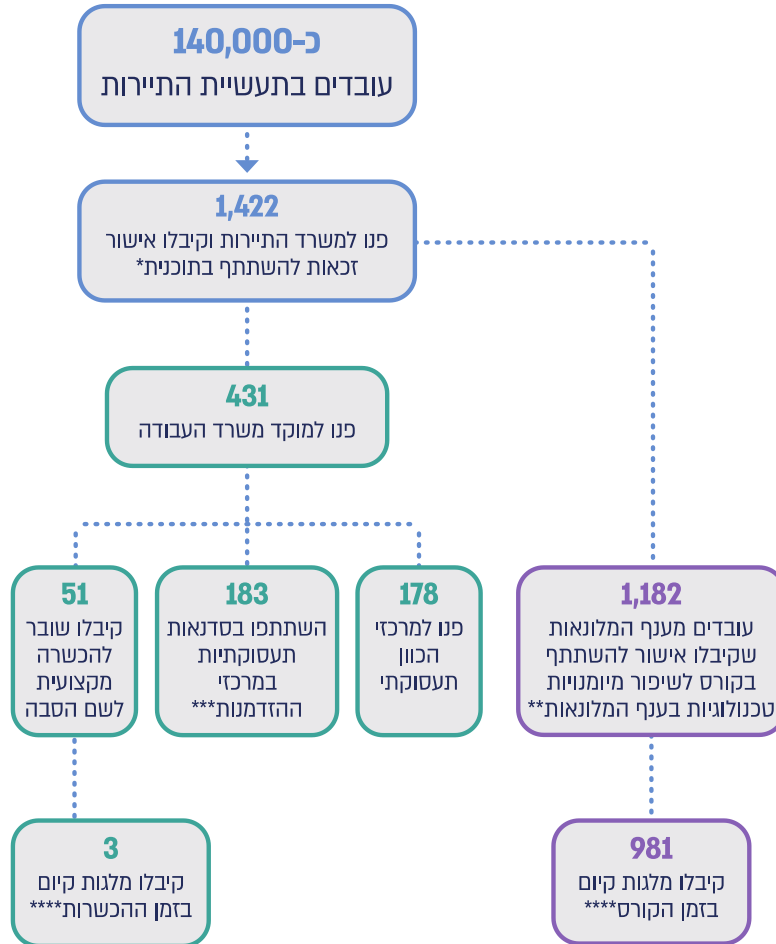 כ-140,000
עובדים בתעשיית התיירות
1,422
פנו למשרד התיירות וקיבלו אישור
זכאות להשתתף בתוכנית*
431
פנו למוקד משרד העבודה
51
קיבלו שובר
להכשרה
מקצועית
לשם הסבה
183
השתתפו בסדנאות
תעסוקתיות
במרכזי
ההזדמנות***
178
פנו למרכזי
הכוון
תעסוקתי
1,182
עובדים מענף המלונאות
שקיבלו אישור להשתתף
בקורס לשיפור מיומנויות
טכנולוגיות בענף המלונאות**
3
קיבלו מלגות קיום
בזמן ההכשרות****
981
קיבלו מלגות קיום
בזמן הקורס****